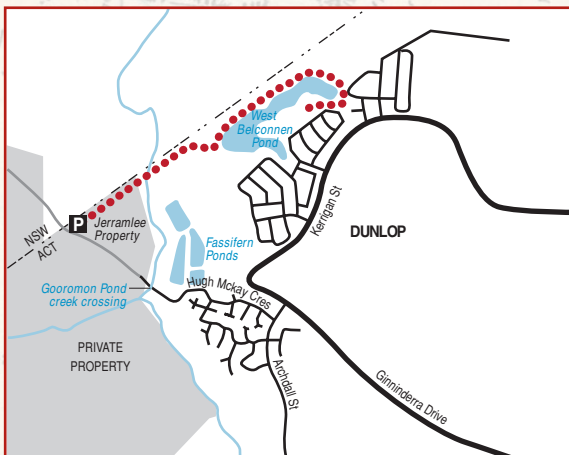 West
Belconnen
Pond
P
Jerramlee
Property
NSW
ACT
Kerrigan St
DUNLOP
Fassifern
Ponds
Gooromon Pond
creek crossing
Hugh Mckay Cres
PRIVATE
PROPERTY
Archdall St
Ginninderra Drive